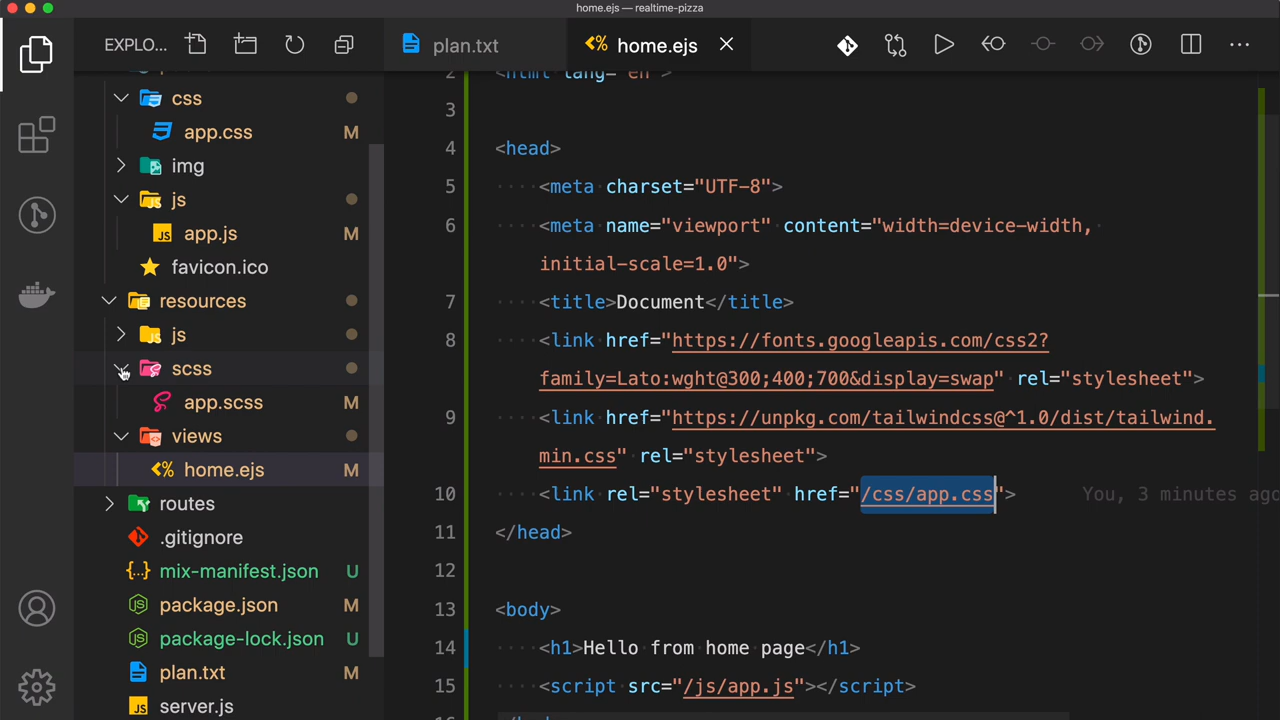 home.ejs — realtime-pizza
EXPLO...
plan.txt
home.ejs
css
app.css M
img
js
app.js M
favicon.ico
resources
js
scss
app.scss M
views
home.ejs M
routes
.gitignore
mix-manifest.json U
package.json M
package-lock.json U
plan.txt M
server.js
2 <html lang="en">
3
4 <head>
5 <meta charset="UTF-8">
6 <meta name="viewport" content="width=device-width,
initial-scale=1.0">
7 <title>Document</title>
8 <link href="https://fonts.googleapis.com/css2?
family=Lato:wght@300;400;700&display=swap" rel="stylesheet">
9 <link href="https://unpkg.com/tailwindcss@^1.0/dist/tailwind.
min.css" rel="stylesheet">
10 <link rel="stylesheet" href="/css/app.css"> You, 3 minutes ago
11 </head>
12
13 <body>
14 <h1>Hello from home page</h1>
15 <script src="/js/app.js"></script>